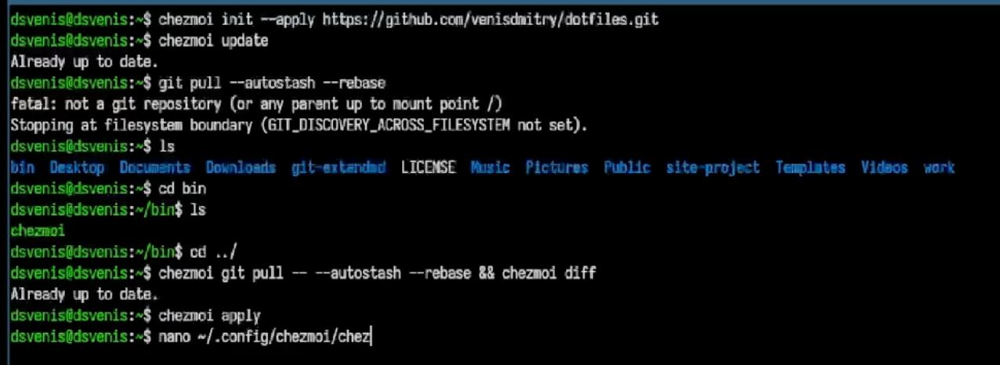 dsvenis@dsvenis:~$ chezmoi init --apply https://github.com/venisdmitry/dotfiles.git
dsvenis@dsvenis:~$ chezmoi update
Already up to date.
dsvenis@dsvenis:~$ git pull --autostash --rebase
fatal: not a git repository (or any parent up to mount point /)
Stopping at filesystem boundary (GIT_DISCOVERY_ACROSS_FILESYSTEM not set).
dsvenis@dsvenis:~$ ls
bin Desktop Documents Downloads git-extended LICENSE Music Pictures Public site-project Templates Videos work
dsvenis@dsvenis:~$ cd bin
dsvenis@dsvenis:~/bin$ ls
chezmoi
dsvenis@dsvenis:~/bin$ cd ../
dsvenis@dsvenis:~$ chezmoi git pull -- --autostash --rebase && chezmoi diff
Already up to date.
dsvenis@dsvenis:~$ chezmoi apply
dsvenis@dsvenis:~$ nano ~/.config/chezmoi/chez